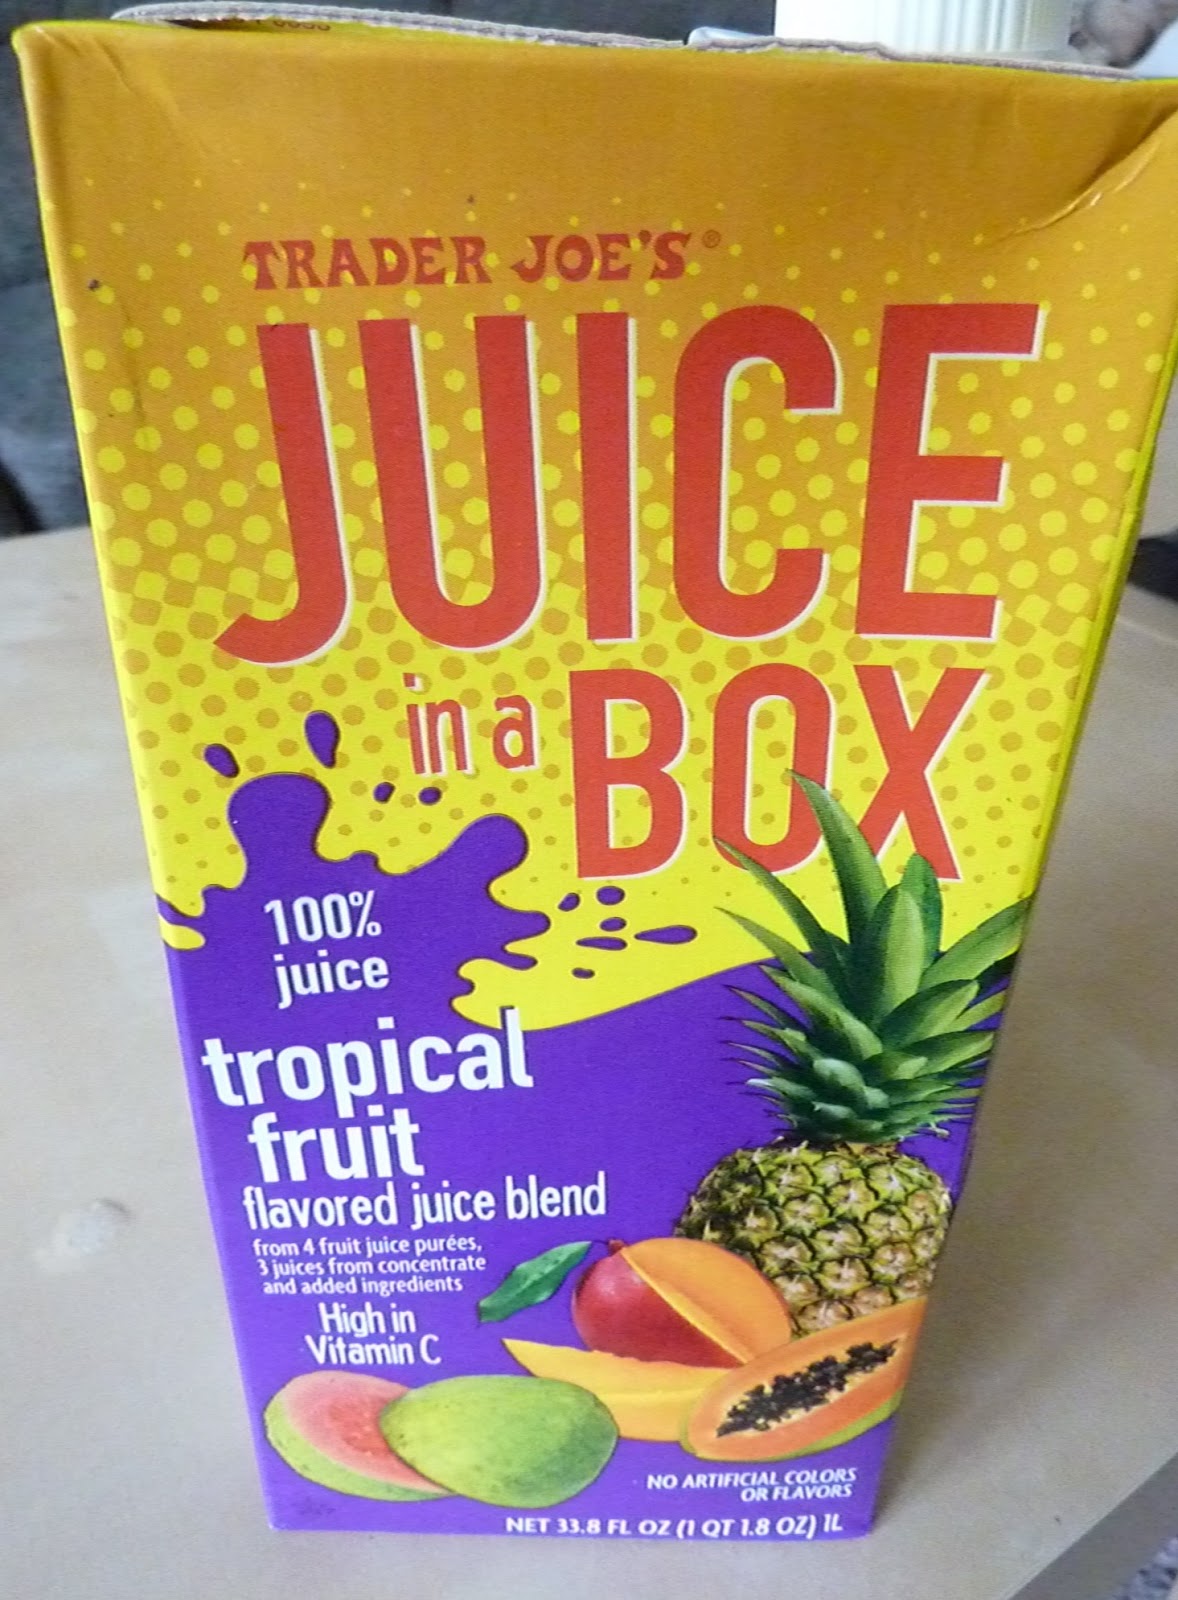 TRADER JOE'S®
JUICE
in a BOX
100%
juice
tropical
fruit
flavored juice blend
from 4 fruit juice purées,
3 juices from concentrate
and added ingredients
High in
Vitamin C
NO ARTIFICIAL COLORS
OR FLAVORS
NET 33.8 FL OZ (1 QT 1.8 OZ) 1L